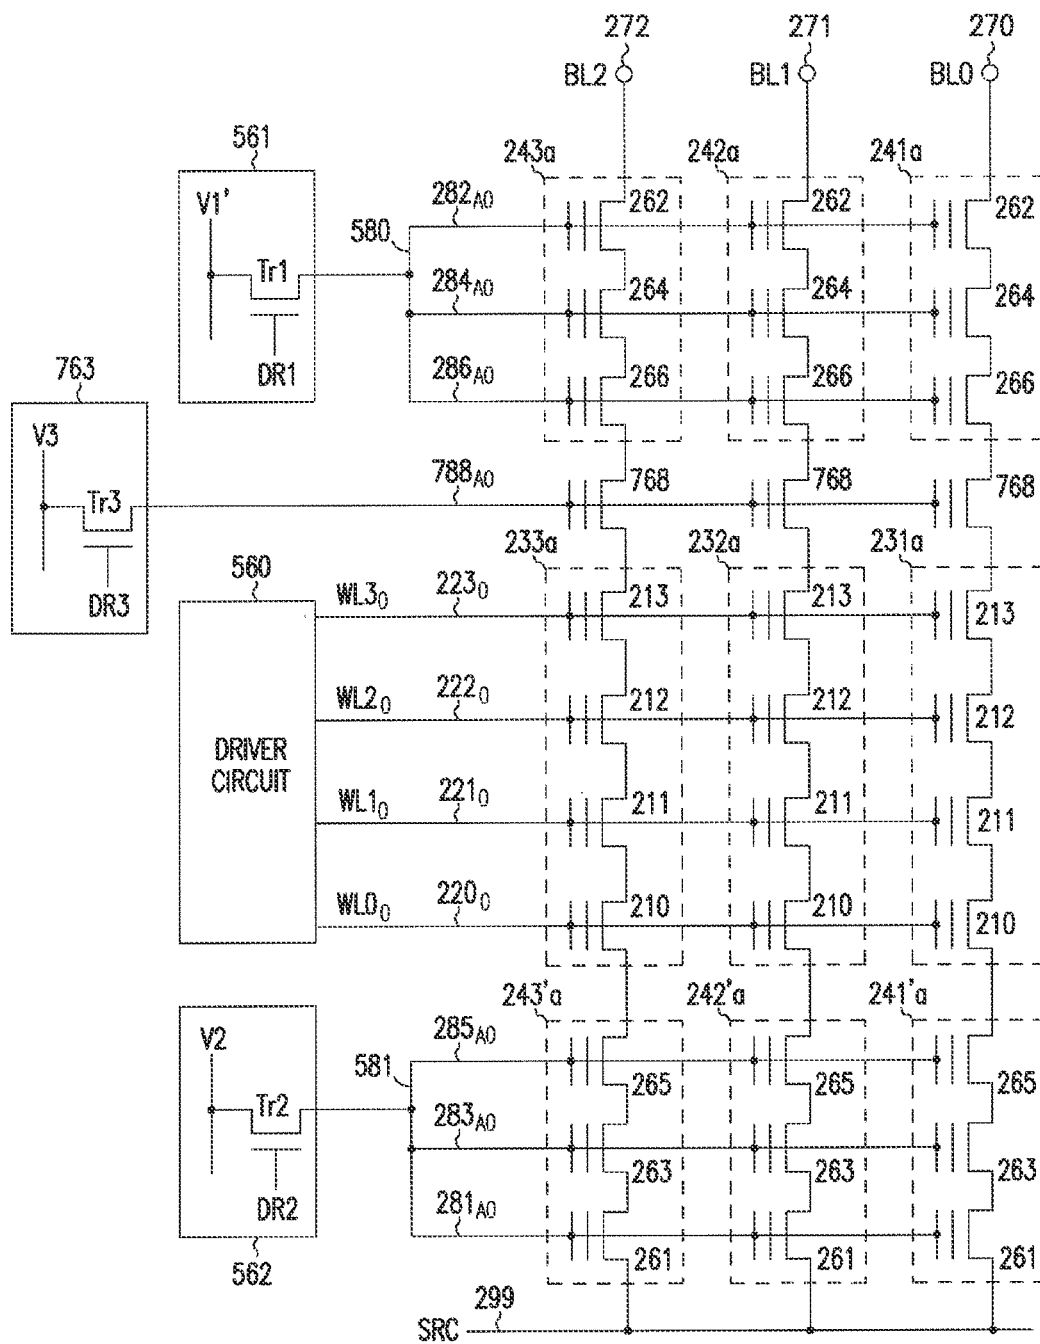 272 271 270
BL2 BL1 BL0
561 243a 242a 241a
V1' 282A0 262 262 262
580
Tr1 284A0 264 264 264
DR1 286A0 266 266 266
763
V3 788A0 768 768 768
Tr3
233a 232a 231a
DR3 560 WL3₀ 223₀ 213 213 213
WL2₀ 222₀ 212 212 212
DRIVER
CIRCUIT
WL1₀ 221₀ 211 211 211
WL0₀ 220₀ 210 210 210
243'a 242'a 241'a
V2 285A0 265 265 265
581
Tr2 283A0 263 263 263
DR2 281A0 261 261 261
562
299
SRC